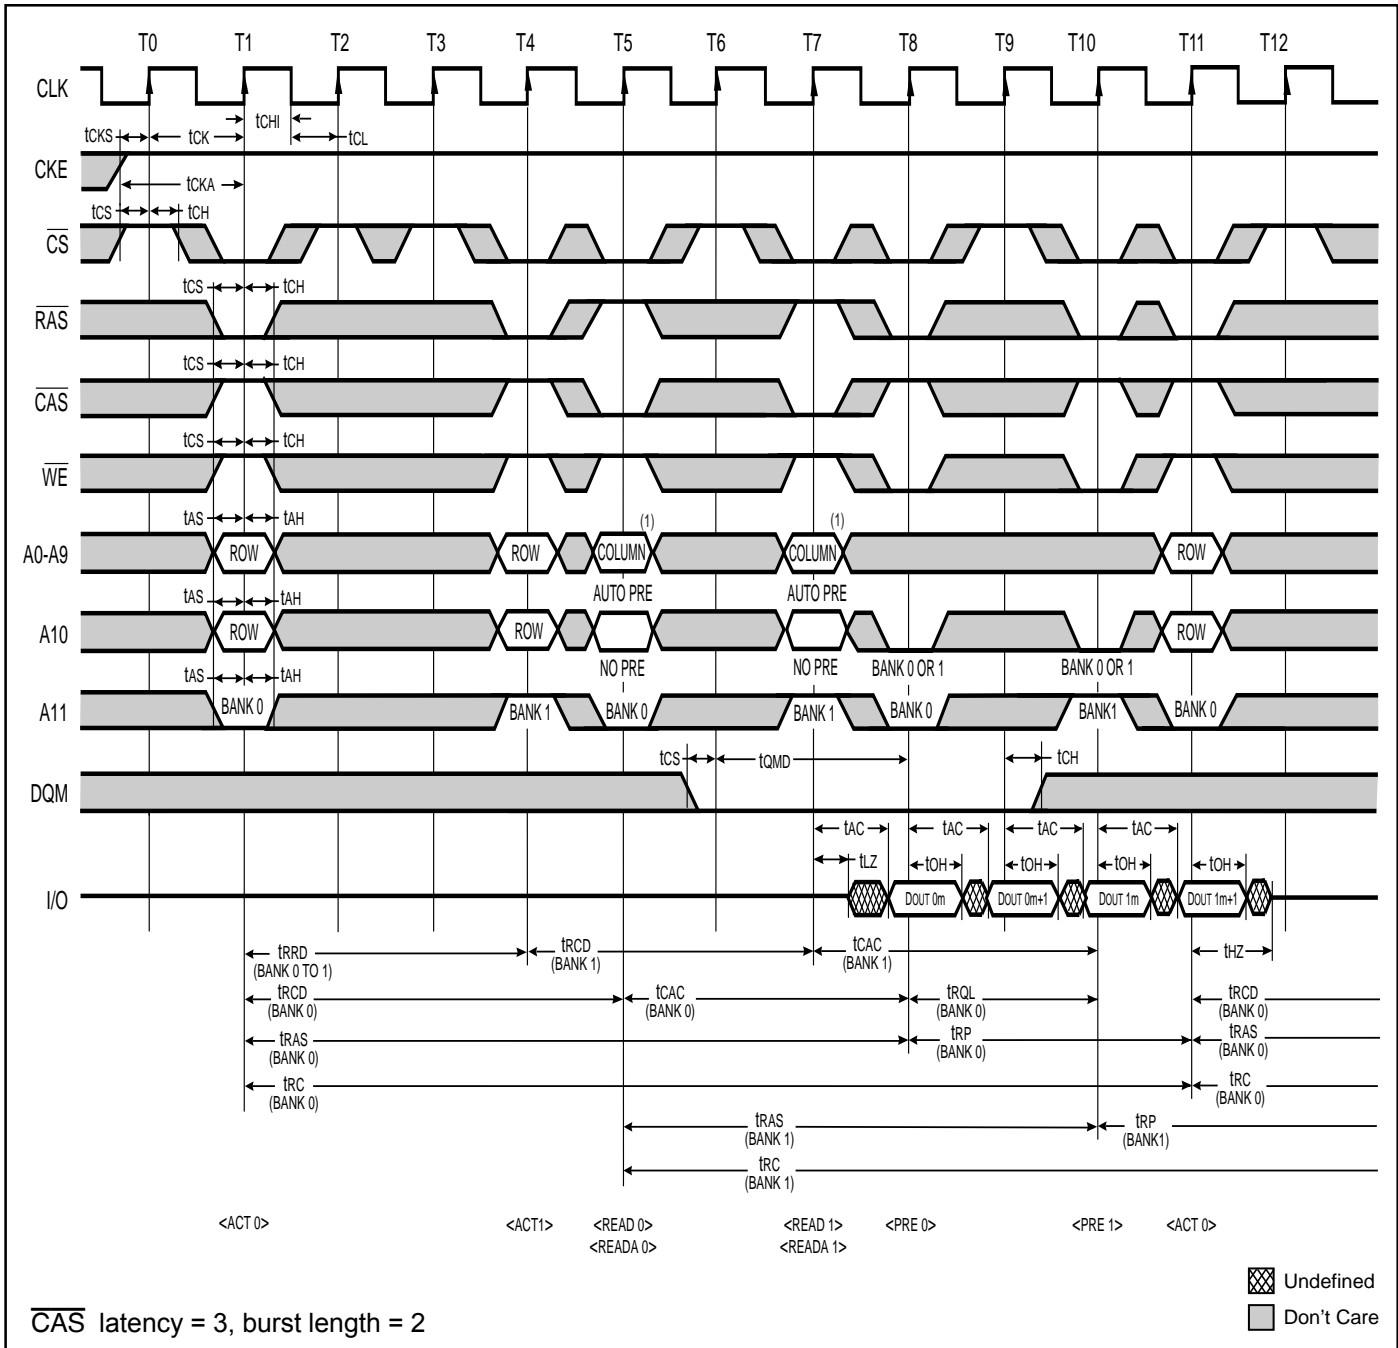 T0 T1 T2 T3 T4 T5 T6 T7 T8 T9 T10 T11 T12
CLK
tCHI
tCKS tCK tCL
CKE
tCKA
tCS tCH
CS
tCS tCH
RAS
tCS tCH
CAS
tCS tCH
WE
tAS tAH (1) (1)
A0-A9 ROW ROW COLUMN COLUMN ROW
AUTO PRE AUTO PRE
tAS tAH
A10 ROW ROW ROW
NO PRE NO PRE BANK 0 OR 1 BANK 0 OR 1
tAS tAH
A11 BANK 0 BANK 1 BANK 0 BANK 1 BANK 0 BANK1 BANK 0
tCS tQMD tCH
DQM
tAC tAC tAC tAC
tLZ tOH tOH tOH tOH
I/O DOUT 0m DOUT 0m+1 DOUT 1m DOUT 1m+1
tRRD tRCD tCAC tHZ
(BANK 0 TO 1) (BANK 1) (BANK 1)
tRCD tCAC tRQL tRCD
(BANK 0) (BANK 0) (BANK 0) (BANK 0)
tRAS tRP tRAS
(BANK 0) (BANK 0) (BANK 0)
tRC tRC
(BANK 0) (BANK 0)
tRAS tRP
(BANK 1) (BANK1)
tRC
(BANK 1)
<ACT 0> <ACT1> <READ 0> <READ 1> <PRE 0> <PRE 1> <ACT 0>
<READA 0> <READA 1>
Undefined
Don't Care
CAS latency = 3, burst length = 2